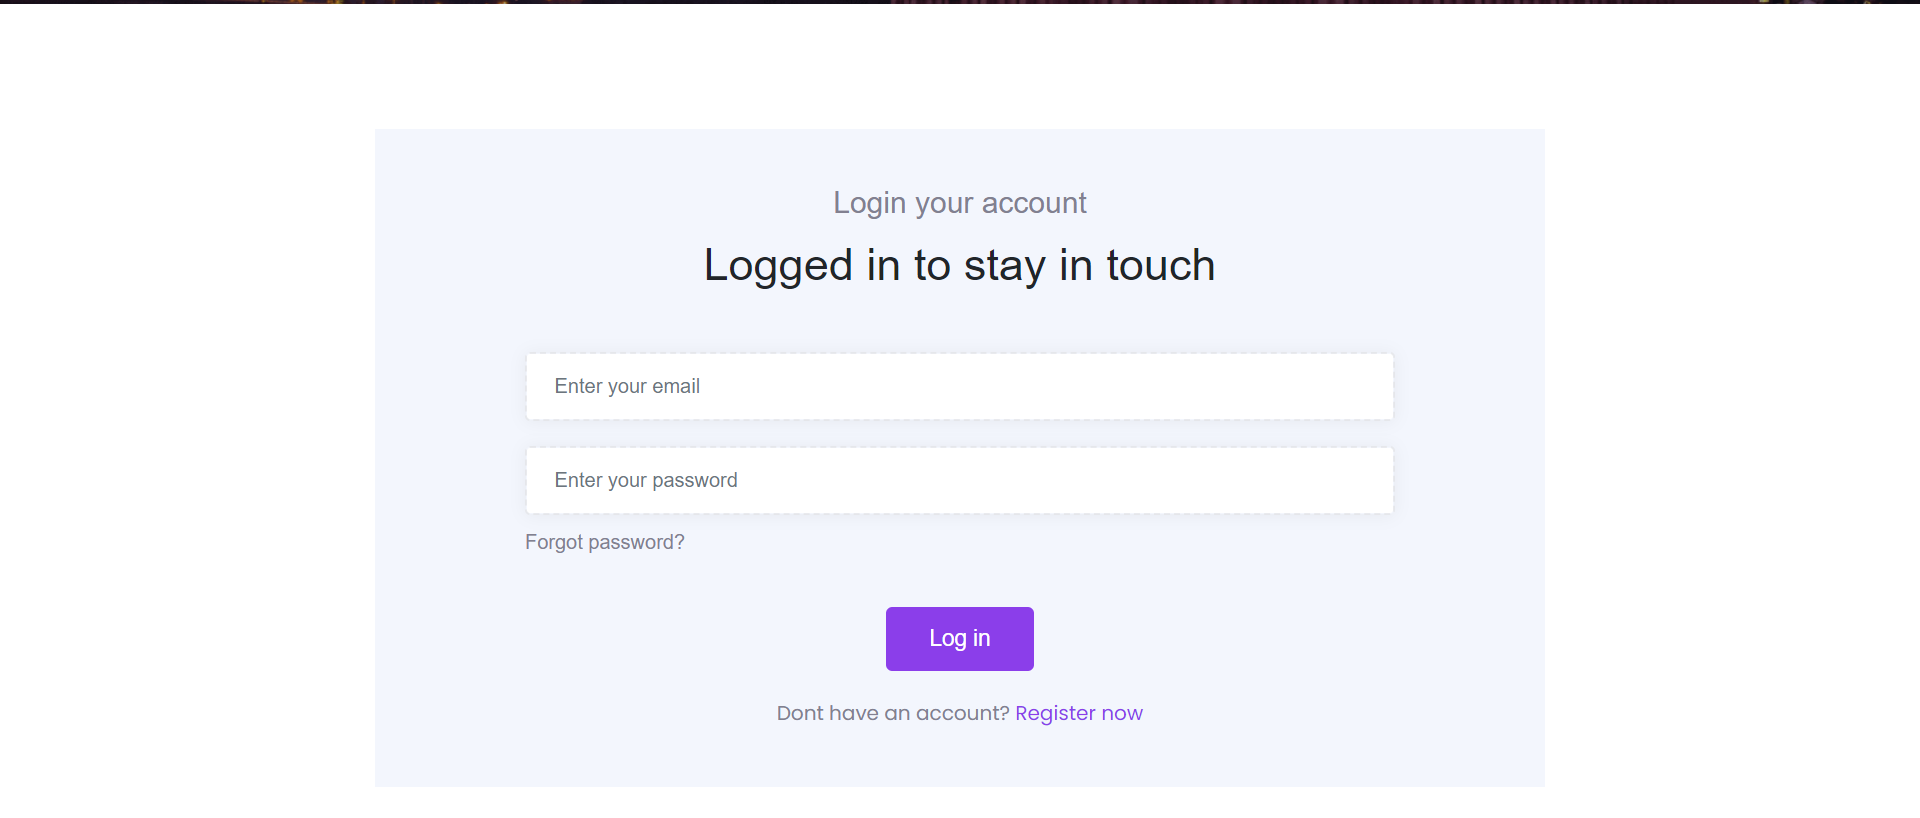 Login your account
Logged in to stay in touch
Enter your email
Enter your password
Forgot password?
Log in
Dont have an account? Register now